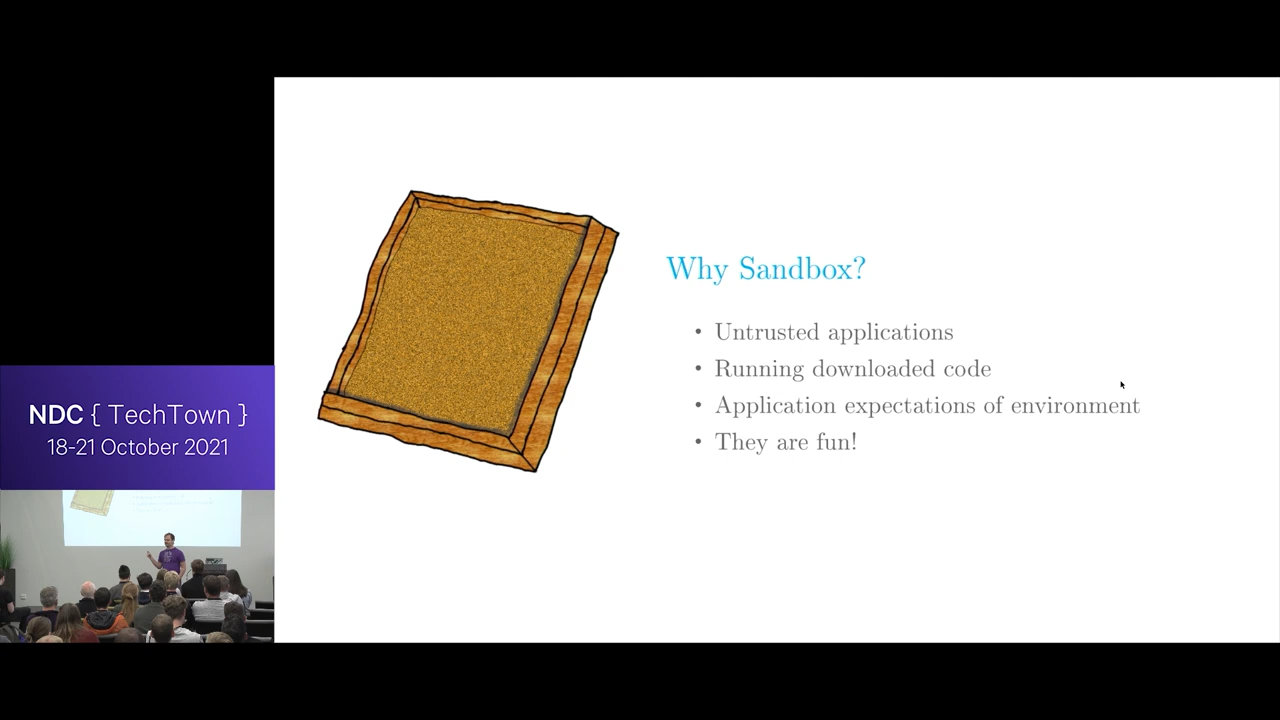 NDC { TechTown }
18-21 October 2021
Why Sandbox?
• Untrusted applications
• Running downloaded code
• Application expectations of environment
• They are fun!